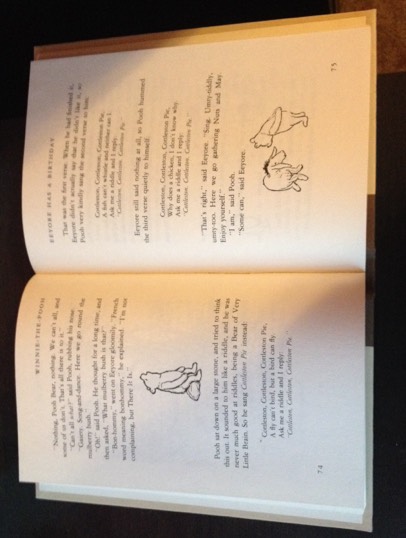 WINNIE-THE-POOH
"Nothing, Pooh Bear, nothing. We can't all, and
some of us don't. That's all there is to it."
"Can't all what?" said Pooh, rubbing his nose.
"Gaiety. Song-and-dance. Here we go round the
mulberry bush."
"Oh!" said Pooh. He thought for a long time, and
then asked, "What mulberry bush is that?"
"Bon-hommy," went on Eeyore gloomily. "French
word meaning bonhommy," he explained. "I'm not
complaining, but There It Is."
Pooh sat down on a large stone, and tried to think
this out. It sounded to him like a riddle, and he was
never much good at riddles, being a Bear of Very
Little Brain. So he sang Cottleston Pie instead:
"Cottleston, Cottleston, Cottleston Pie,
A fly can't bird, but a bird can fly.
Ask me a riddle and I reply:
"Cottleston, Cottleston, Cottleston Pie."
74
EEYORE HAS A BIRTHDAY
That was the first verse. When he had finished it,
Eeyore didn't actually say that he didn't like it, so
Pooh very kindly sang the second verse to him:
Cottleston, Cottleston, Cottleston Pie,
A fish can't whistle and neither can I.
Ask me a riddle and I reply:
"Cottleston, Cottleston, Cottleston Pie."
Eeyore still said nothing at all, so Pooh hummed
the third verse quietly to himself:
Cottleston, Cottleston, Cottleston Pie,
Why does a chicken, I don't know why.
Ask me a riddle and I reply:
"Cottleston, Cottleston, Cottleston Pie."
"That's right," said Eeyore. "Sing. Umty-tiddly,
umty-too. Here we go gathering Nuts and May.
Enjoy yourself."
"I am," said Pooh.
"Some can," said Eeyore.
75